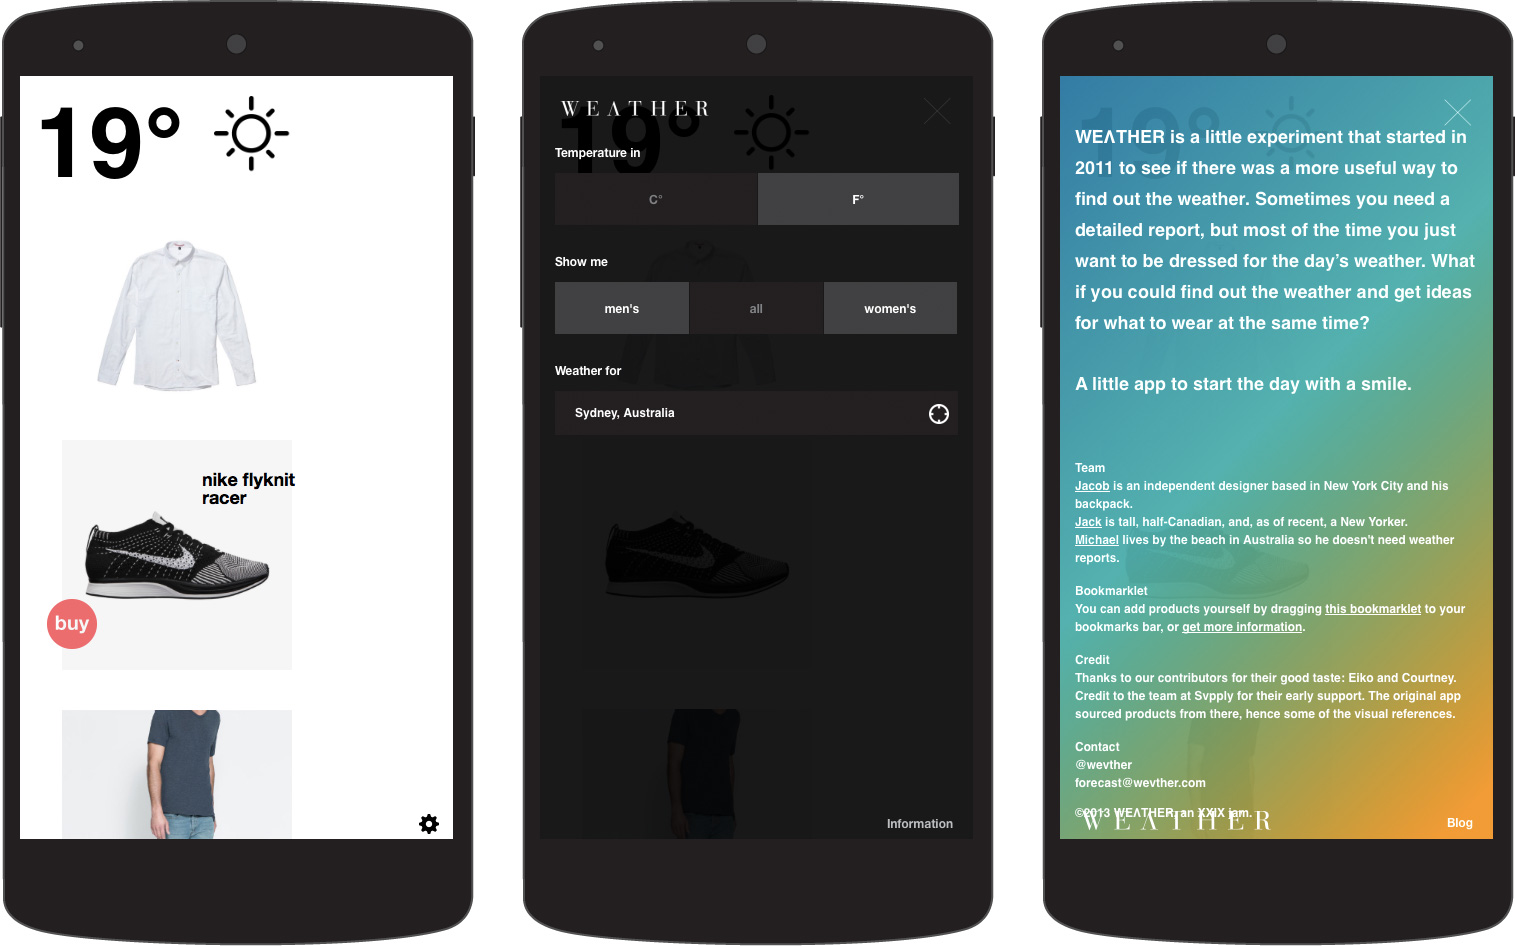 19°
nike flyknit
racer
buy
WEATHER
19°
Temperature in
C° F°
Show me
men's all women's
Weather for
Sydney, Australia
Information
19°
WEΛTHER is a little experiment that started in
2011 to see if there was a more useful way to
find out the weather. Sometimes you need a
detailed report, but most of the time you just
want to be dressed for the day’s weather. What
if you could find out the weather and get ideas
for what to wear at the same time?
A little app to start the day with a smile.
Team
Jacob is an independent designer based in New York City and his
backpack.
Jack is tall, half-Canadian, and, as of recent, a New Yorker.
Michael lives by the beach in Australia so he doesn't need weather
reports.
Bookmarklet
You can add products yourself by dragging this bookmarklet to your
bookmarks bar, or get more information.
Credit
Thanks to our contributors for their good taste: Eiko and Courtney.
Credit to the team at Svpply for their early support. The original app
sourced products from there, hence some of the visual references.
Contact
@wevther
forecast@wevther.com
©2013 WEΛTHER, an XXIX jam.
WEATHER
Blog